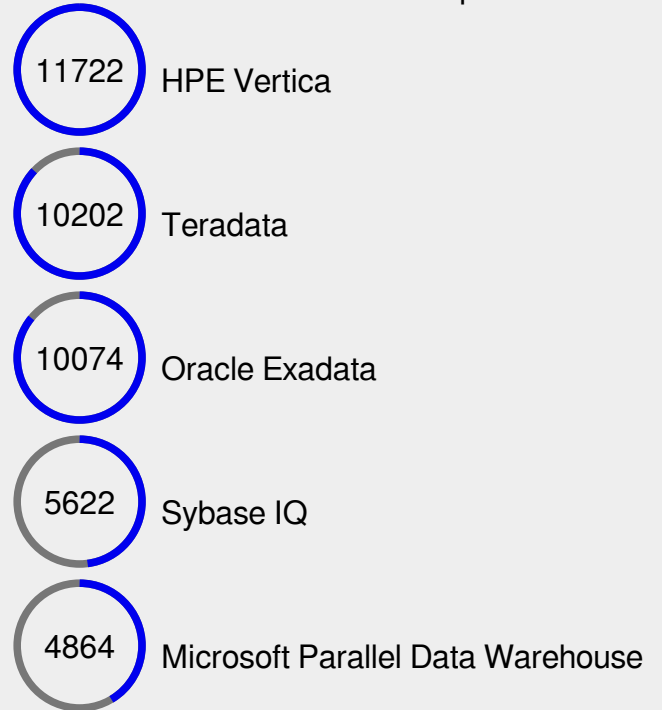 11722 HPE Vertica
10202 Teradata
10074 Oracle Exadata
5622 Sybase IQ
4864 Microsoft Parallel Data Warehouse